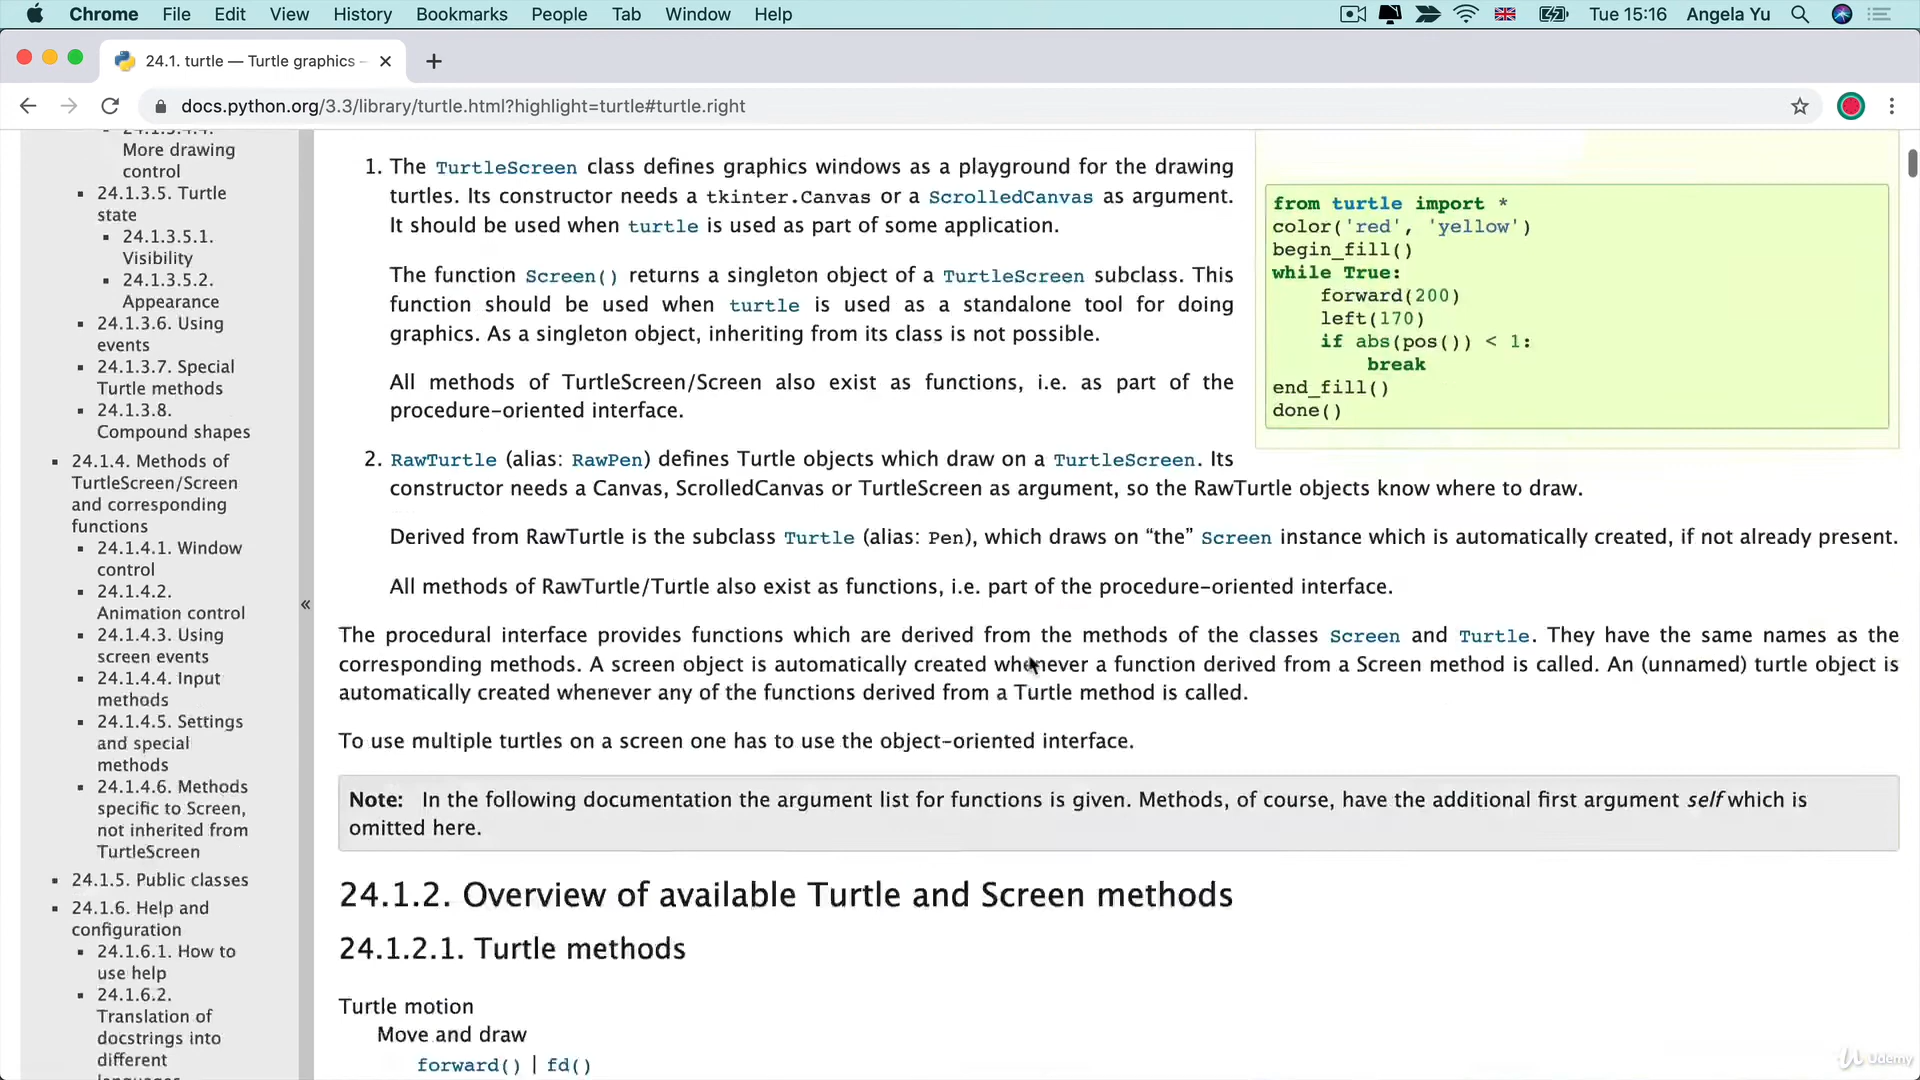 Chrome File Edit View History Bookmarks People Tab Window Help Tue 15:16 Angela Yu
24.1. turtle — Turtle graphics –
docs.python.org/3.3/library/turtle.html?highlight=turtle#turtle.right
24.1.3.4.4.
More drawing
control
24.1.3.5. Turtle
state
24.1.3.5.1.
Visibility
24.1.3.5.2.
Appearance
24.1.3.6. Using
events
24.1.3.7. Special
Turtle methods
24.1.3.8.
Compound shapes
24.1.4. Methods of
TurtleScreen/Screen
and corresponding
functions
24.1.4.1. Window
control
24.1.4.2.
Animation control
24.1.4.3. Using
screen events
24.1.4.4. Input
methods
24.1.4.5. Settings
and special
methods
24.1.4.6. Methods
specific to Screen,
not inherited from
TurtleScreen
24.1.5. Public classes
24.1.6. Help and
configuration
24.1.6.1. How to
use help
24.1.6.2.
Translation of
docstrings into
different
languages
«
1. The TurtleScreen class defines graphics windows as a playground for the drawing
turtles. Its constructor needs a tkinter.Canvas or a ScrolledCanvas as argument.
It should be used when turtle is used as part of some application.
The function Screen() returns a singleton object of a TurtleScreen subclass. This
function should be used when turtle is used as a standalone tool for doing
graphics. As a singleton object, inheriting from its class is not possible.
All methods of TurtleScreen/Screen also exist as functions, i.e. as part of the
procedure-oriented interface.
2. RawTurtle (alias: RawPen) defines Turtle objects which draw on a TurtleScreen. Its
constructor needs a Canvas, ScrolledCanvas or TurtleScreen as argument, so the RawTurtle objects know where to draw.
Derived from RawTurtle is the subclass Turtle (alias: Pen), which draws on “the” Screen instance which is automatically created, if not already present.
All methods of RawTurtle/Turtle also exist as functions, i.e. part of the procedure-oriented interface.
The procedural interface provides functions which are derived from the methods of the classes Screen and Turtle. They have the same names as the
corresponding methods. A screen object is automatically created whenever a function derived from a Screen method is called. An (unnamed) turtle object is
automatically created whenever any of the functions derived from a Turtle method is called.
To use multiple turtles on a screen one has to use the object-oriented interface.
Note: In the following documentation the argument list for functions is given. Methods, of course, have the additional first argument self which is
omitted here.
24.1.2. Overview of available Turtle and Screen methods
24.1.2.1. Turtle methods
Turtle motion
Move and draw
forward() | fd()
from turtle import *
color('red', 'yellow')
begin_fill()
while True:
forward(200)
left(170)
if abs(pos()) < 1:
break
end_fill()
done()
Udemy